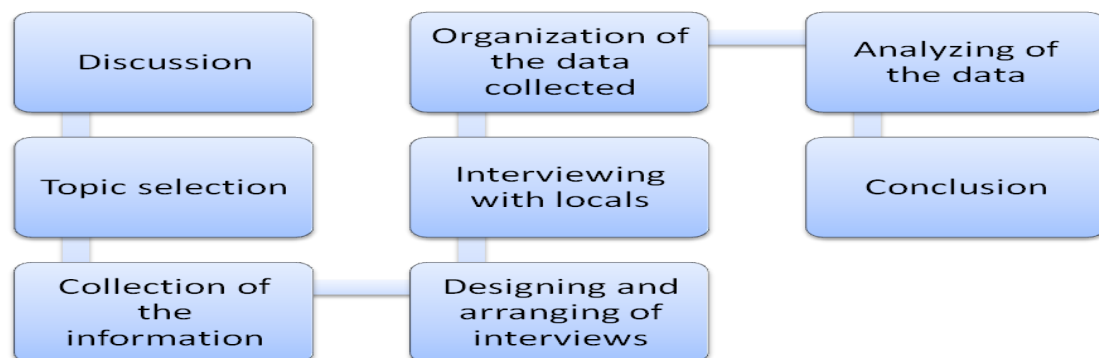 Discussion
Topic selection
Collection of
the
information
Designing and
arranging of
interviews
Interviewing
with locals
Organization of
the data
collected
Analyzing of
the data
Conclusion